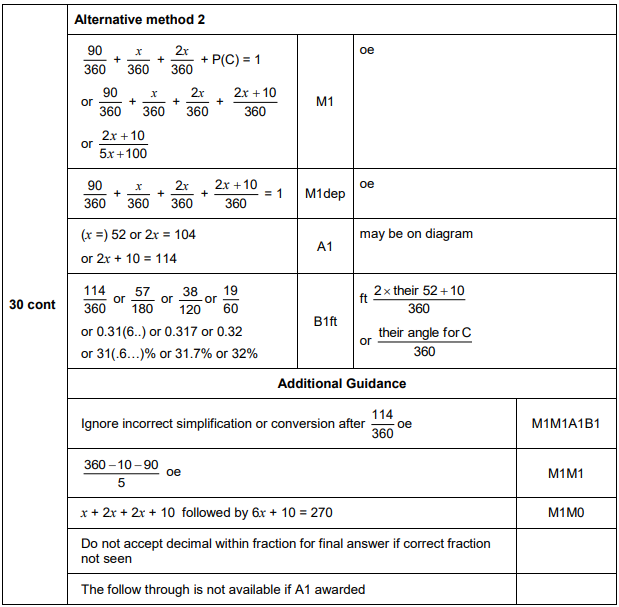 Alternative method 2
90/360 + x/360 + 2x/360 + P(C) = 1
or 90/360 + x/360 + 2x/360 + 2x + 10/360
or 2x + 10/5x + 100
M1
oe
90/360 + x/360 + 2x/360 + 2x + 10/360 = 1
M1dep
oe
(x =) 52 or 2x = 104
or 2x + 10 = 114
A1
may be on diagram
30 cont
114/360 or 57/180 or 38/120 or 19/60
or 0.31(6..) or 0.317 or 0.32
or 31(.6…)% or 31.7% or 32%
B1ft
ft 2 × their 52 + 10/360
or their angle for C/360
Additional Guidance
Ignore incorrect simplification or conversion after 114/360 oe
M1M1A1B1
360 – 10 – 90/5 oe
M1M1
x + 2x + 2x + 10 followed by 6x + 10 = 270
M1M0
Do not accept decimal within fraction for final answer if correct fraction
not seen
The follow through is not available if A1 awarded